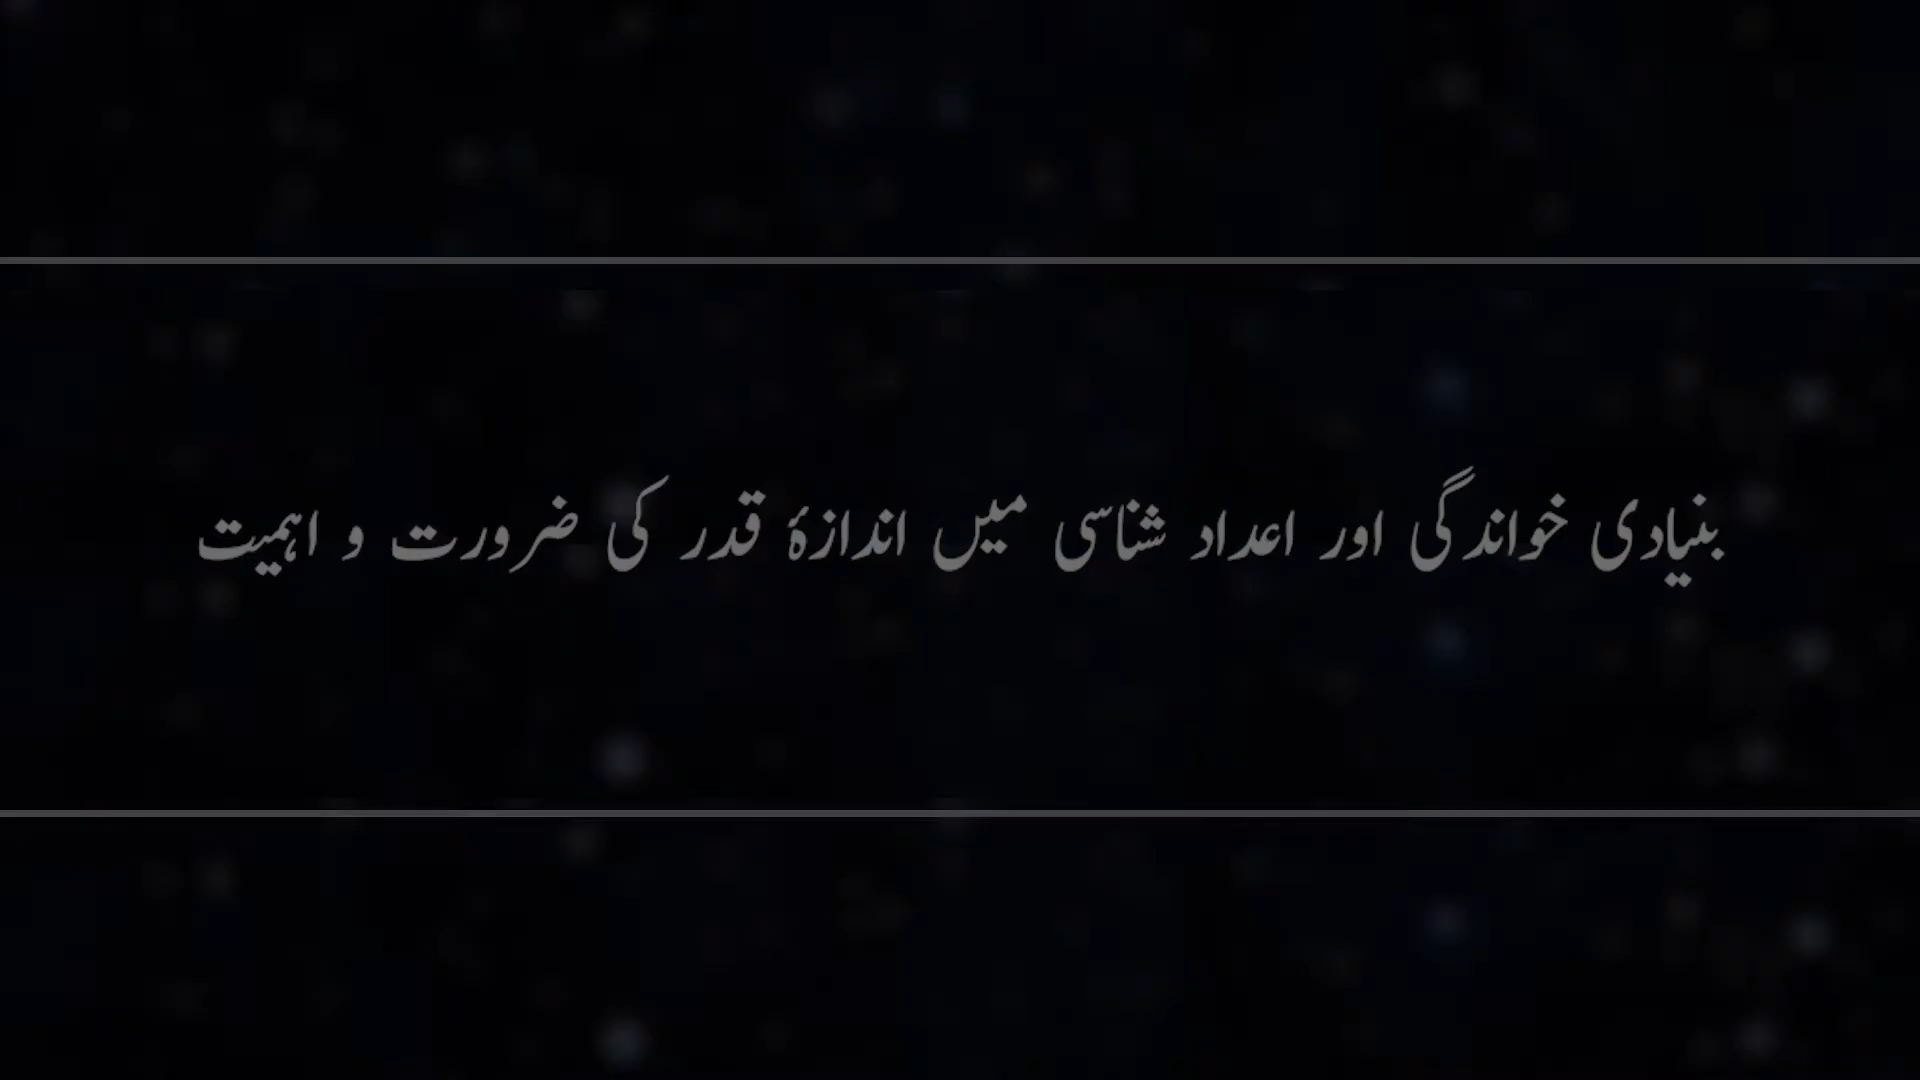 بنیادی خواندگی اور اعداد شناسی میں اندازۂ قدر کی ضرورت و اہمیت